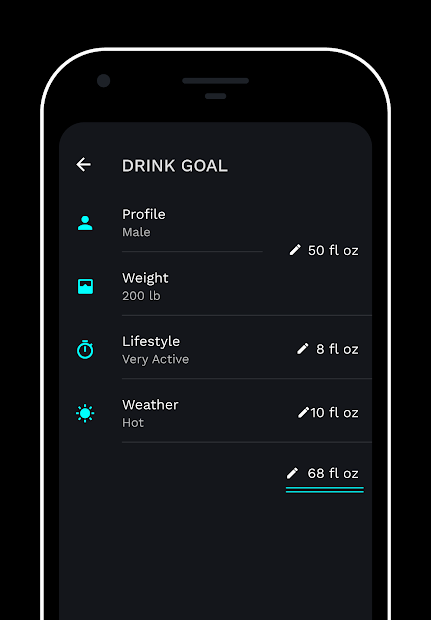 DRINK GOAL
Profile
Male
50 fl oz
Weight
200 lb
Lifestyle
Very Active
8 fl oz
Weather
Hot
10 fl oz
68 fl oz